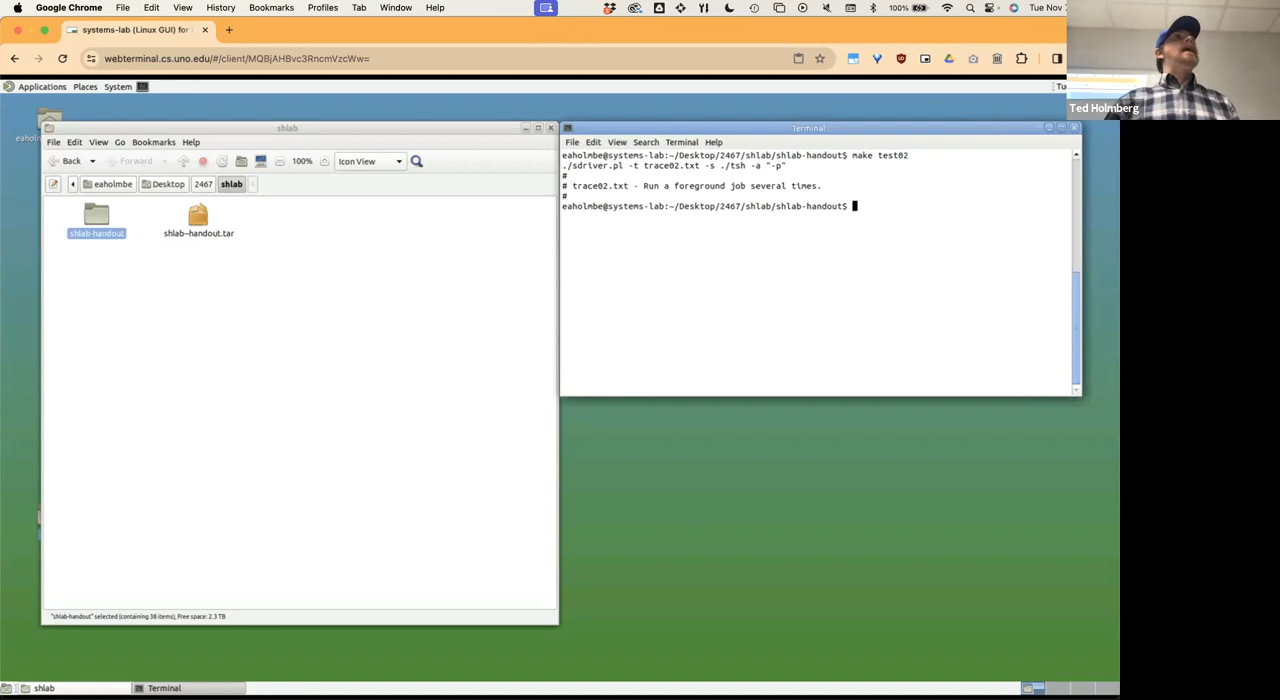 Google Chrome File Edit View History Bookmarks Profiles Tab Window Help 100% Tue Nov
systems-lab (Linux GUI) for
webterminal.cs.uno.edu/#/client/MQBjAHBvc3RncmVzcWw=
Ted Holmberg
Applications Places System
shlab
File Edit View Go Bookmarks Help
Back Forward 100% Icon View
eaholmbe Desktop 2467 shlab
shlab-handout shlab-handout.tar
"shlab-handout" selected (containing 38 items), Free space: 2.3 TB
Terminal
File Edit View Search Terminal Help
eaholmbe@systems-lab:~/Desktop/2467/shlab/shlab-handout$ make test02
./sdriver.pl -t trace02.txt -s ./tsh -a "-p"
#
# trace02.txt - Run a foreground job several times.
#
eaholmbe@systems-lab:~/Desktop/2467/shlab/shlab-handout$
shlab Terminal